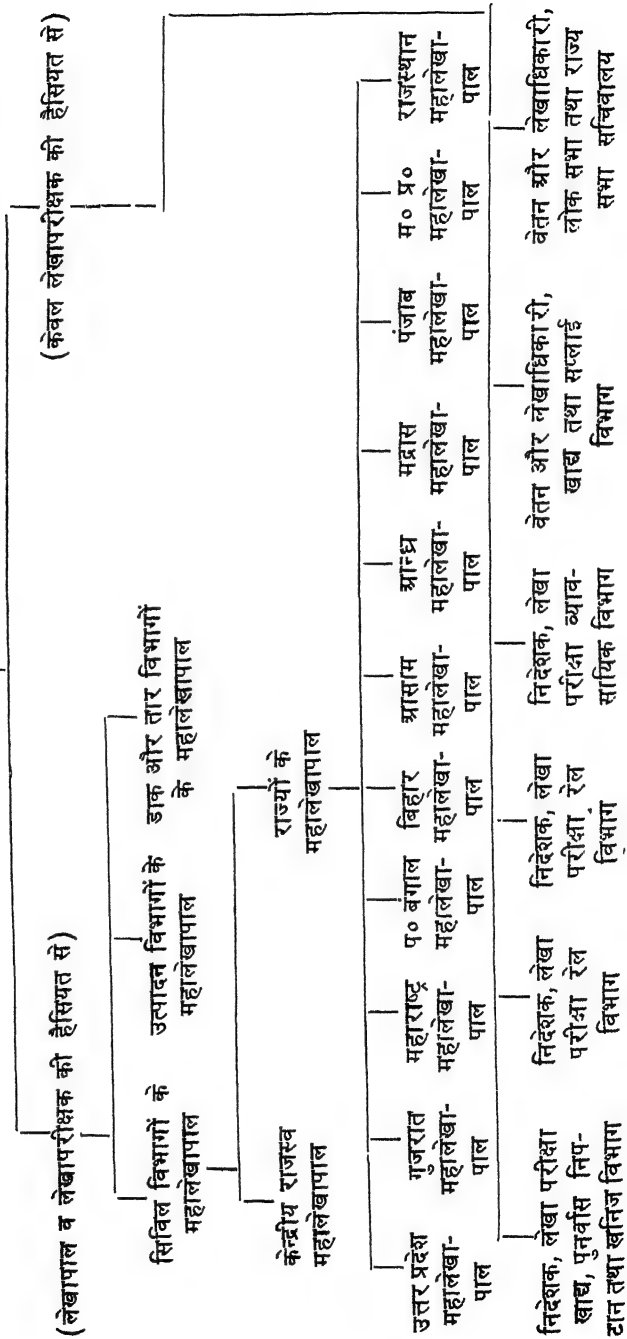 (लेखापाल व लेखापरीक्षक की हैसियत से)
(केवल लेखापरीक्षक की हैसियत से)
सिविल विभागों के
महालेखापाल
उत्पादन विभागों के
महालेखापाल
डाक और तार विभागों
के महालेखापाल
केन्द्रीय राजस्व
महालेखापाल
राज्यों के
महालेखापाल
उत्तर प्रदेश
महालेखा-
पाल
गुजरात
महालेखा-
पाल
महाराष्ट्र
महालेखा-
पाल
प० बंगाल
महालेखा-
पाल
बिहार
महालेखा-
पाल
आसाम
महालेखा-
पाल
आन्ध्र
महालेखा-
पाल
मद्रास
महालेखा-
पाल
पंजाब
महालेखा-
पाल
म० प्र०
महालेखा-
पाल
राजस्थान
महालेखा-
पाल
निदेशक, लेखा परीक्षा
खाद्य, पुनर्वास निप-
टान तथा खनिज विभाग
निदेशक, लेखा
परीक्षा रेल
विभाग
निदेशक, लेखा
परीक्षा रेल
विभाग
निदेशक, लेखा
परीक्षा व्याव-
सायिक विभाग
वेतन और लेखाधिकारी,
खाद्य तथा सप्लाई
विभाग
वेतन और लेखाधिकारी,
लोक सभा तथा राज्य
सभा सचिवालय